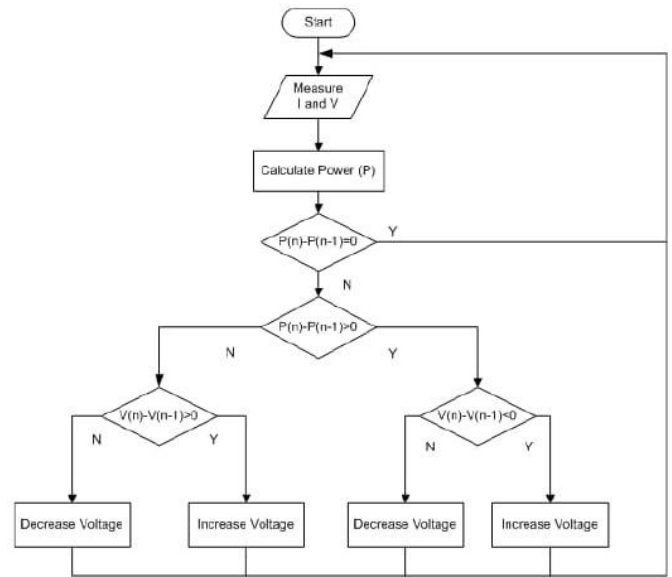 Start
Measure
I and V
Calculate Power (P)
P(n)-P(n-1)=0
Y
N
P(n)-P(n-1)>0
N
Y
V(n)-V(n-1)>0
V(n)-V(n-1)<0
N
Y
N
Y
Decrease Voltage
Increase Voltage
Decrease Voltage
Increase Voltage